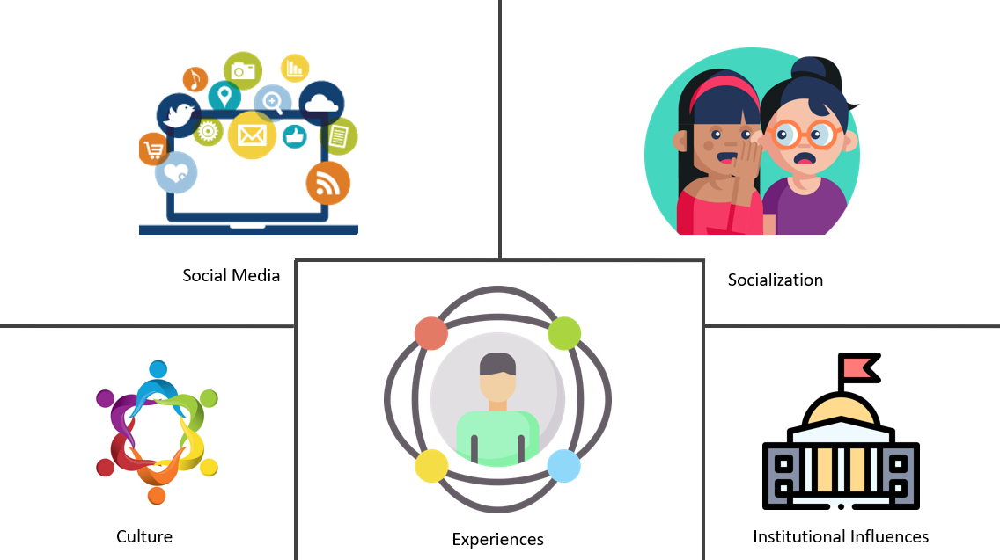 Social Media
Socialization
Culture
Experiences
Institutional Influences